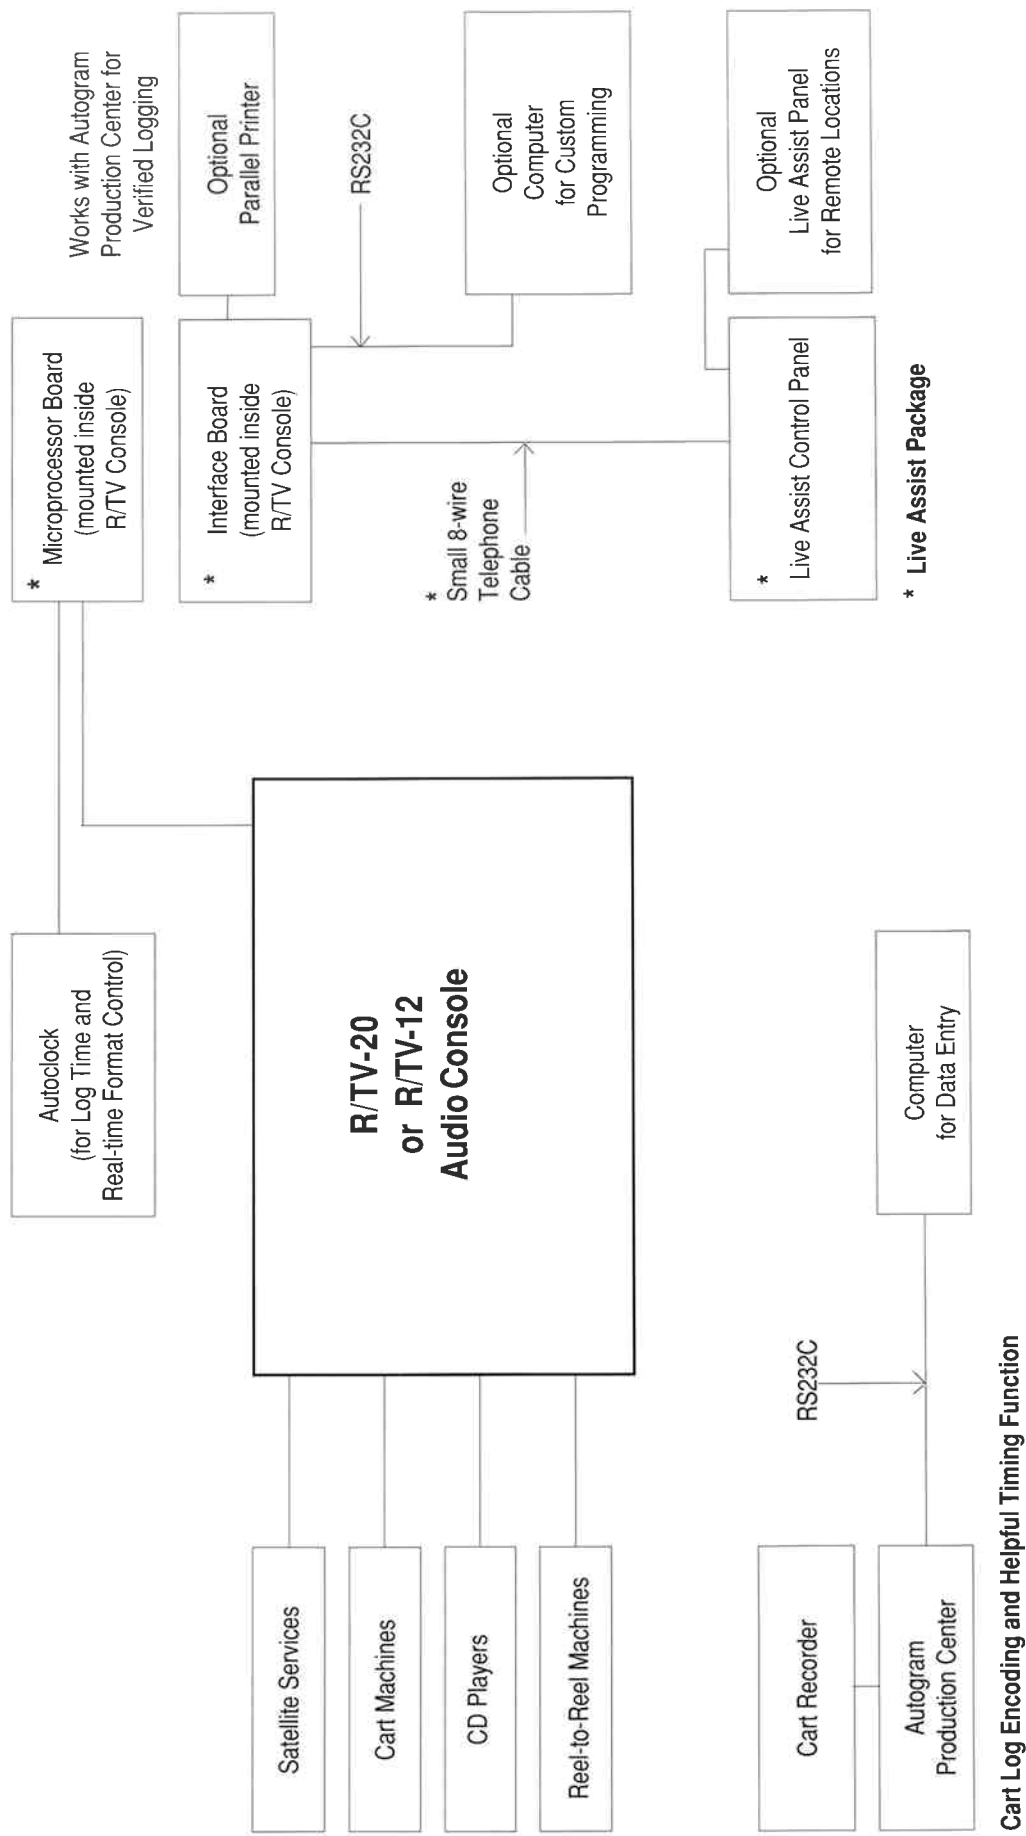 Autoclock
(for Log Time and
Real-time Format Control)
* Microprocessor Board
(mounted inside
R/TV Console)
Works with Autogram
Production Center for
Verified Logging
Optional
Parallel Printer
* Interface Board
(mounted inside
R/TV Console)
RS232C
Optional
Computer
for Custom
Programming
*
Small 8-wire
Telephone
Cable
Optional
Live Assist Panel
for Remote Locations
*
Live Assist Control Panel
* Live Assist Package
Satellite Services
Cart Machines
CD Players
Reel-to-Reel Machines
R/TV-20
or R/TV-12
Audio Console
Cart Recorder
Autogram
Production Center
RS232C
Computer
for Data Entry
Cart Log Encoding and Helpful Timing Function